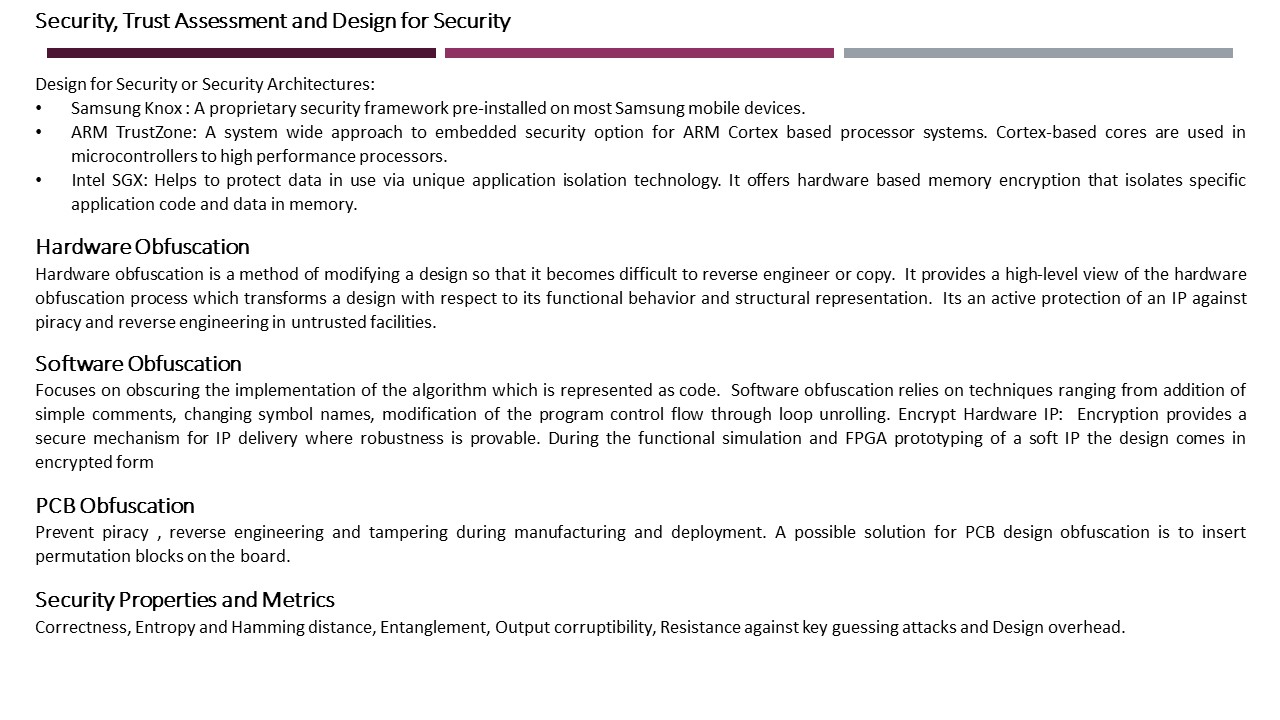 Security, Trust Assessment and Design for Security
Design for Security or Security Architectures:
• Samsung Knox : A proprietary security framework pre-installed on most Samsung mobile devices.
• ARM TrustZone: A system wide approach to embedded security option for ARM Cortex based processor systems. Cortex-based cores are used in
microcontrollers to high performance processors.
• Intel SGX: Helps to protect data in use via unique application isolation technology. It offers hardware based memory encryption that isolates specific
application code and data in memory.
Hardware Obfuscation
Hardware obfuscation is a method of modifying a design so that it becomes difficult to reverse engineer or copy.  It provides a high-level view of the hardware
obfuscation process which transforms a design with respect to its functional behavior and structural representation.  Its an active protection of an IP against
piracy and reverse engineering in untrusted facilities.
Software Obfuscation
Focuses on obscuring the implementation of the algorithm which is represented as code.  Software obfuscation relies on techniques ranging from addition of
simple comments, changing symbol names, modification of the program control flow through loop unrolling. Encrypt Hardware IP:  Encryption provides a
secure mechanism for IP delivery where robustness is provable. During the functional simulation and FPGA prototyping of a soft IP the design comes in
encrypted form
PCB Obfuscation
Prevent piracy , reverse engineering and tampering during manufacturing and deployment. A possible solution for PCB design obfuscation is to insert
permutation blocks on the board.
Security Properties and Metrics
Correctness, Entropy and Hamming distance, Entanglement, Output corruptibility, Resistance against key guessing attacks and Design overhead.